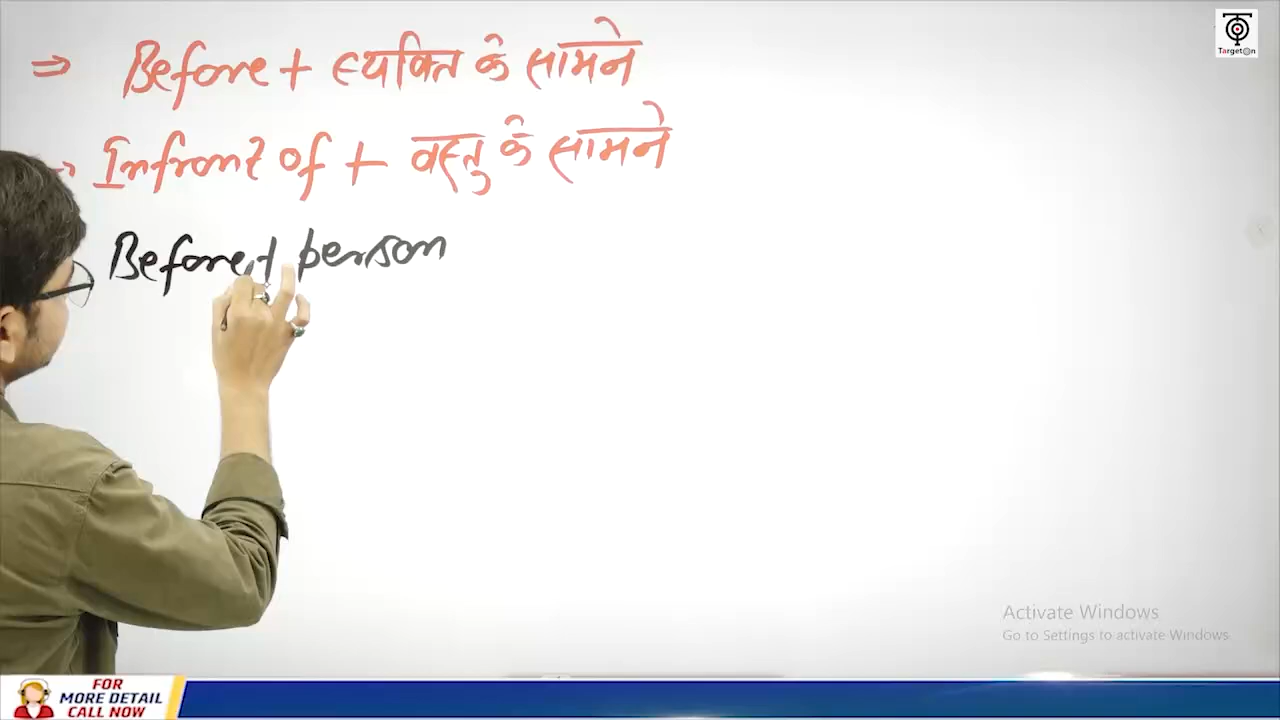 ⇒ Before + व्यक्ति के सामने
→ Infront of + वस्तु के सामने
Before + person
TargetOn
Activate Windows
Go to Settings to activate Windows.
FOR
MORE DETAIL
CALL NOW